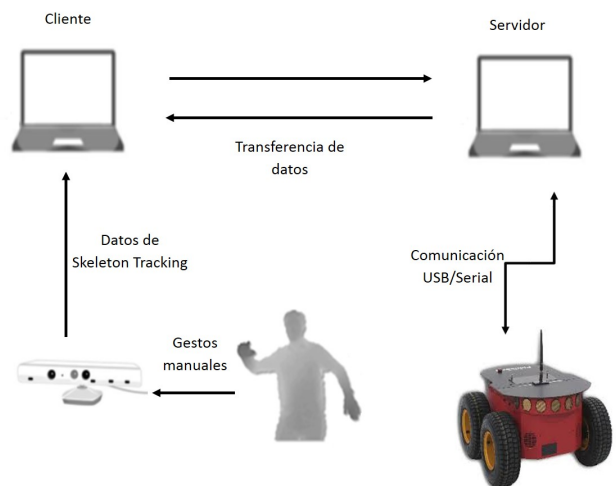 Cliente
Servidor
Transferencia de
datos
Datos de
Skeleton Tracking
Comunicación
USB/Serial
Gestos
manuales